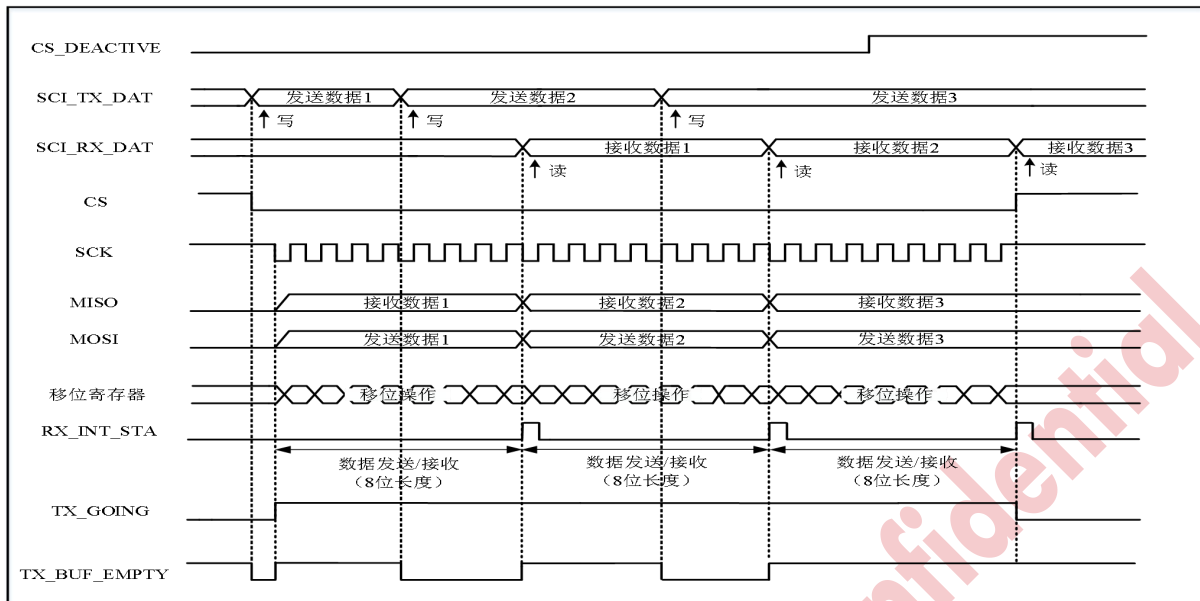 CS_DEACTIVE
SCI_TX_DAT 发送数据1 发送数据2 发送数据3
写 写 写
SCI_RX_DAT 接收数据1 接收数据2 接收数据3
读 读 读
CS
SCK
MISO 接收数据1 接收数据2 接收数据3
MOSI 发送数据1 发送数据2 发送数据3
移位寄存器 移位操作 移位操作 移位操作
RX_INT_STA
数据发送/接收 数据发送/接收 数据发送/接收
（8位长度） （8位长度） （8位长度）
TX_GOING
TX_BUF_EMPTY